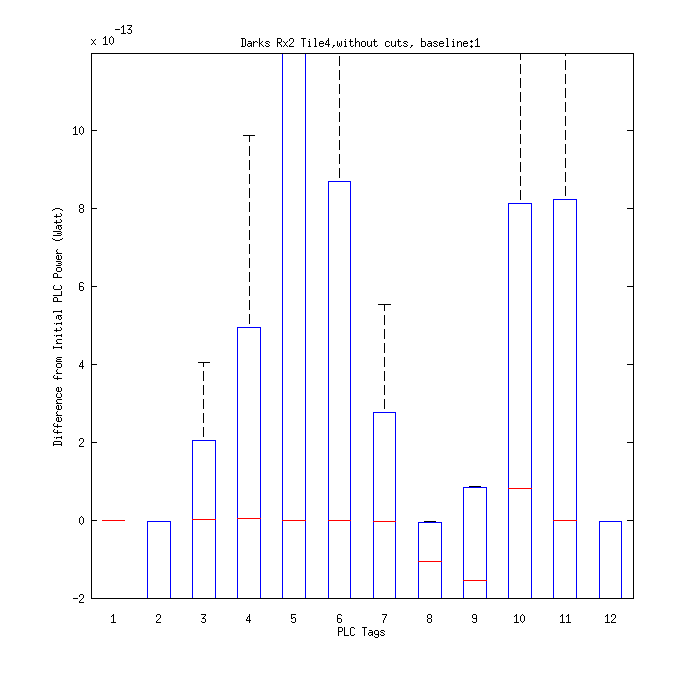 x 10^-13
Darks Rx2 Tile4,without cuts, baseline:1
Difference from Initial PLC Power (Watt)
10
8
6
4
2
0
-2
1 2 3 4 5 6 7 8 9 10 11 12
PLC Tags